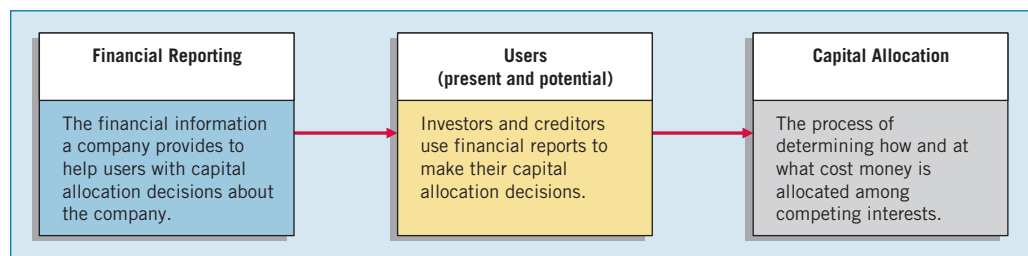 Financial Reporting
The financial information
a company provides to
help users with capital
allocation decisions about
the company.
Users
(present and potential)
Investors and creditors
use financial reports to
make their capital
allocation decisions.
Capital Allocation
The process of
determining how and at
what cost money is
allocated among
competing interests.